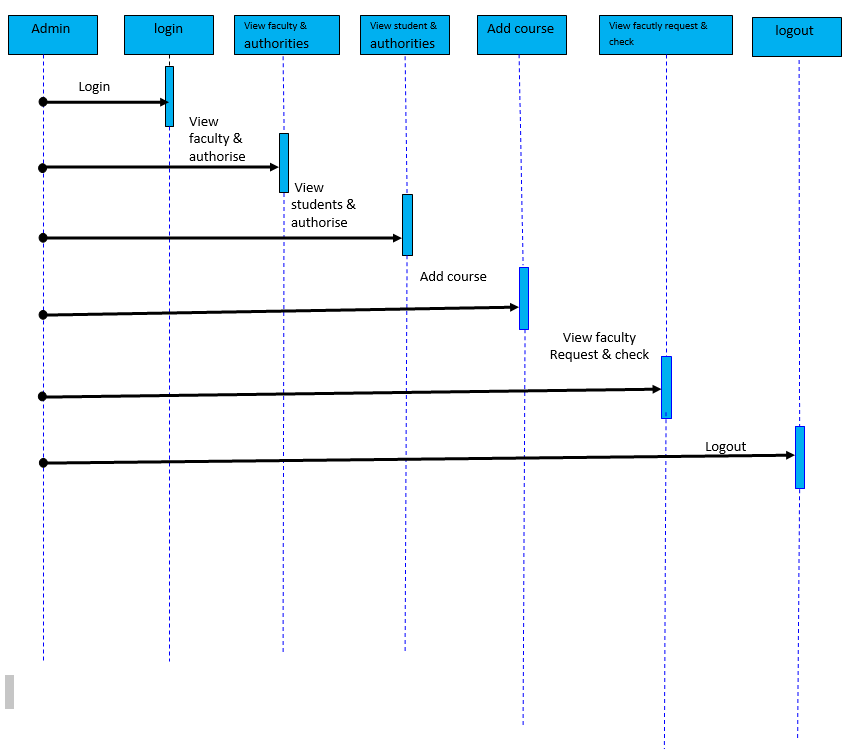 Admin
login
View faculty &
authorities
View student &
authorities
Add course
View facutly request &
check
logout
Login
View
faculty &
authorise
View
students &
authorise
Add course
View faculty
Request & check
Logout